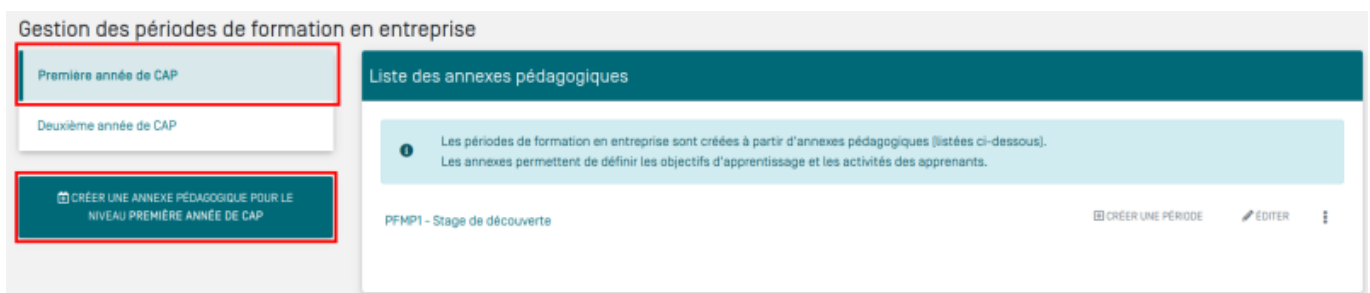 Gestion des périodes de formation en entreprise
Première année de CAP
Deuxième année de CAP
CRÉER UNE ANNEXE PÉDAGOGIQUE POUR LE
NIVEAU PREMIÈRE ANNÉE DE CAP
Liste des annexes pédagogiques
Les périodes de formation en entreprise sont créées à partir d'annexes pédagogiques (listées ci-dessous).
Les annexes permettent de définir les objectifs d'apprentissage et les activités des apprenants.
PFMP1 - Stage de découverte
CRÉER UNE PÉRIODE
ÉDITER